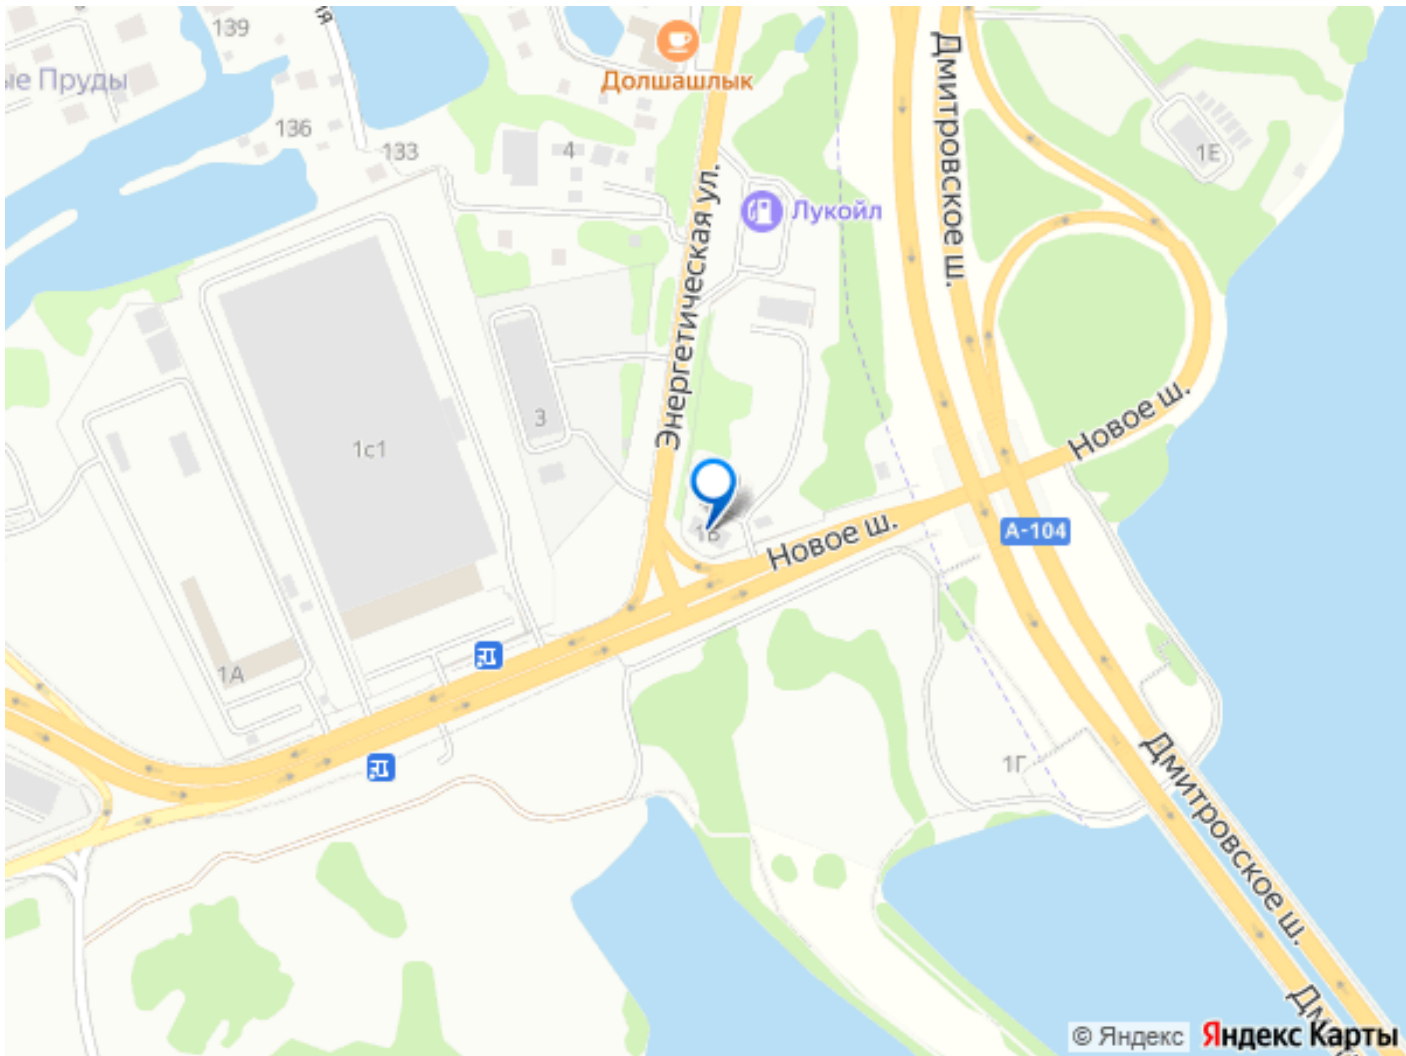 139
ые Пруды
136
133
Долшашлык
4
Дмитровское ш.
1Е
Лукойл
Энергетическая ул.
3
1с1
Новое ш.
А-104
Новое ш.
1А
1Г
Дмитровское ш.
© Яндекс
Яндекс Карты